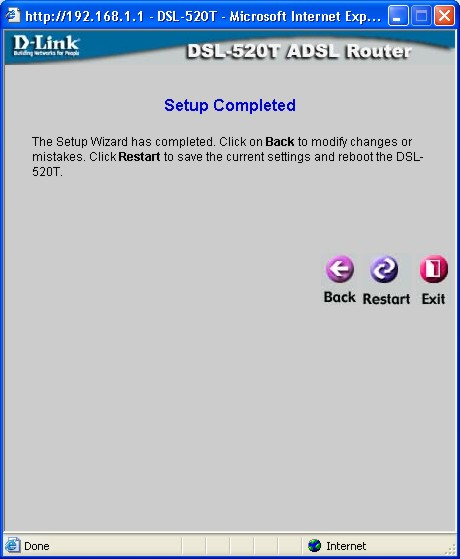 http://192.168.1.1 - DSL-520T - Microsoft Internet Exp...
D-Link
Building Networks for People
DSL-520T ADSL Router
Setup Completed
The Setup Wizard has completed. Click on Back to modify changes or
mistakes. Click Restart to save the current settings and reboot the DSL-
520T.
Back Restart Exit
Done Internet